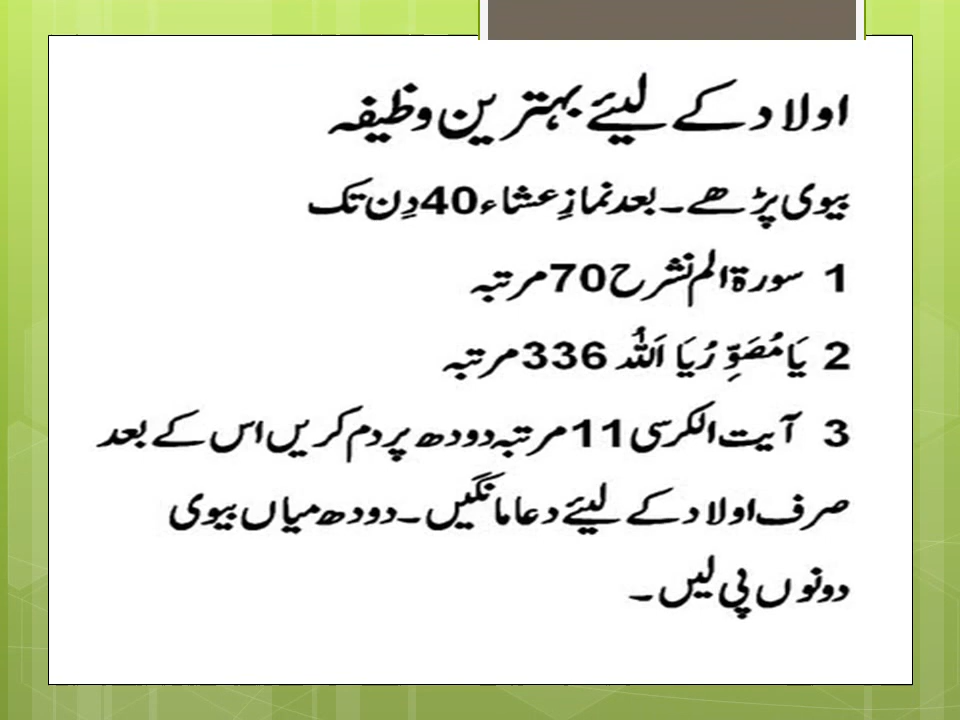 اولاد کے لیئے بہترین وظیفہ
بیوی پڑھے۔ بعد نمازِ عشاء 40 دِن تک
1 سورۃ الم نشرح 70 مرتبہ
2 یَا مُصَوِّرُ یَا اَللّٰہُ 336 مرتبہ
3 آیت الکرسی 11 مرتبہ دودھ پر دم کریں اس کے بعد
صرف اولاد کے لیئے دعا مانگیں۔ دودھ میاں بیوی
دونوں پی لیں۔